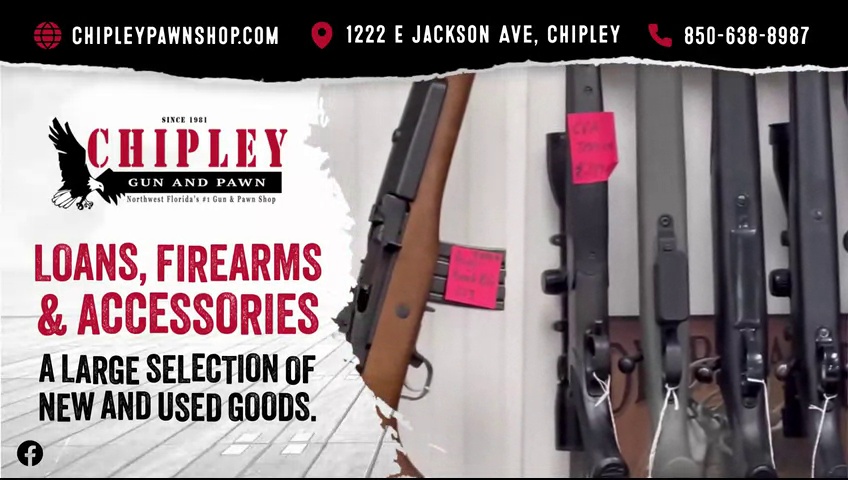 CHIPLEYPAWNSHOP.COM
1222 E JACKSON AVE, CHIPLEY
850-638-8987
SINCE 1981
CHIPLEY
GUN AND PAWN
Northwest Florida's #1 Gun & Pawn Shop
LOANS, FIREARMS
& ACCESSORIES
A LARGE SELECTION OF
NEW AND USED GOODS.